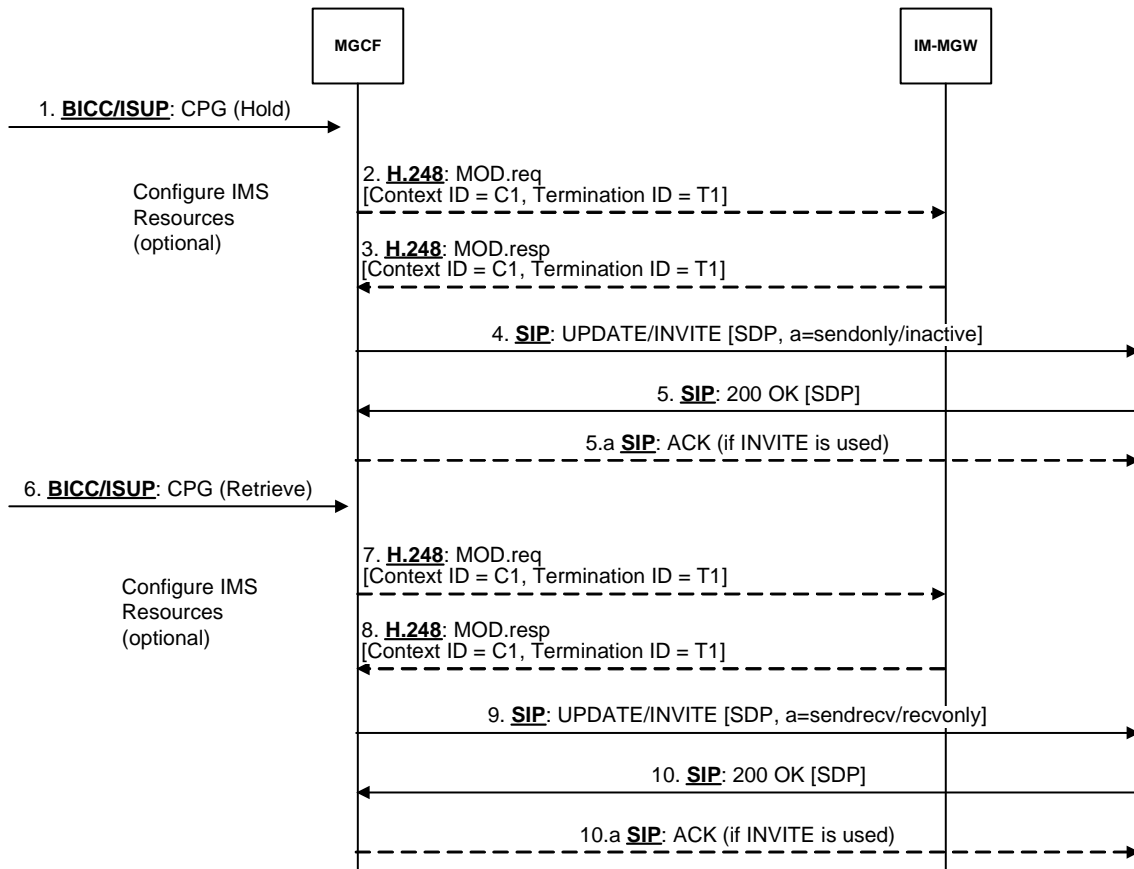 MGCF
IM-MGW
1. BICC/ISUP: CPG (Hold)
Configure IMS
Resources
(optional)
2. H.248: MOD.req
[Context ID = C1, Termination ID = T1]
3. H.248: MOD.resp
[Context ID = C1, Termination ID = T1]
4. SIP: UPDATE/INVITE [SDP, a=sendonly/inactive]
5. SIP: 200 OK [SDP]
5.a SIP: ACK (if INVITE is used)
6. BICC/ISUP: CPG (Retrieve)
Configure IMS
Resources
(optional)
7. H.248: MOD.req
[Context ID = C1, Termination ID = T1]
8. H.248: MOD.resp
[Context ID = C1, Termination ID = T1]
9. SIP: UPDATE/INVITE [SDP, a=sendrecv/recvonly]
10. SIP: 200 OK [SDP]
10.a SIP: ACK (if INVITE is used)